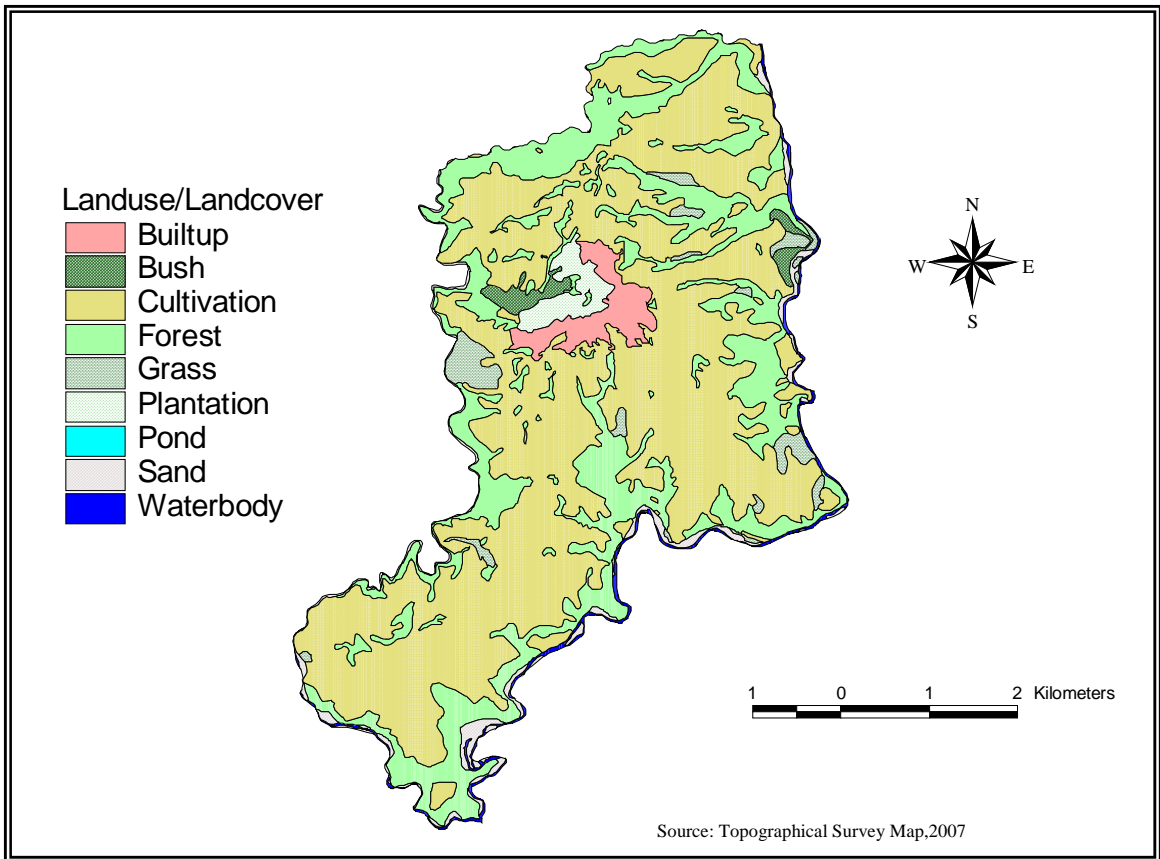 Landuse/Landcover
Builtup
Bush
Cultivation
Forest
Grass
Plantation
Pond
Sand
Waterbody
N
W E
S
1 0 1 2 Kilometers
Source: Topographical Survey Map,2007